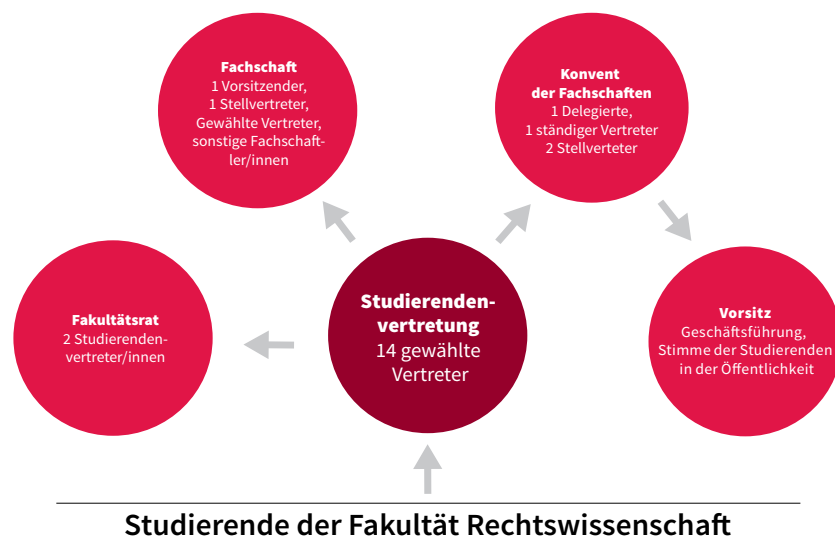 Fachschaft
1 Vorsitzender,
1 Stellvertreter,
Gewählte Vertreter,
sonstige Fachschaft-
ler/innen
Konvent
der Fachschaften
1 Delegierte,
1 ständiger Vertreter
2 Stellverteter
Fakultätsrat
2 Studierenden-
vertreter/innen
Studierenden-
vertretung
14 gewählte
Vertreter
Vorsitz
Geschäftsführung,
Stimme der Studierenden
in der Öffentlichkeit
Studierende der Fakultät Rechtswissenschaft